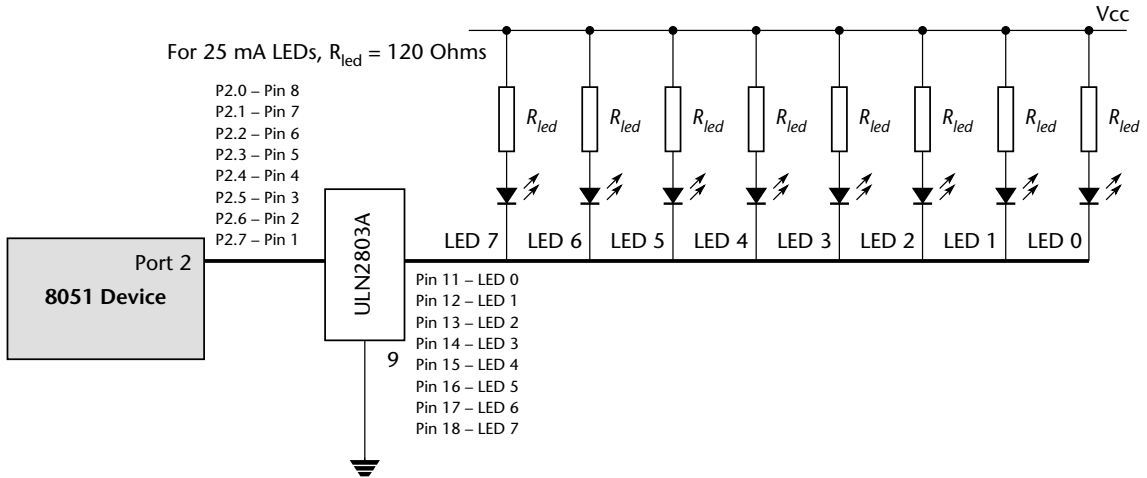 Vcc
For 25 mA LEDs, Rled = 120 Ohms
P2.0 – Pin 8
P2.1 – Pin 7
P2.2 – Pin 6
P2.3 – Pin 5
P2.4 – Pin 4
P2.5 – Pin 3
P2.6 – Pin 2
P2.7 – Pin 1
Rled Rled Rled Rled Rled Rled Rled Rled
LED 7 LED 6 LED 5 LED 4 LED 3 LED 2 LED 1 LED 0
Port 2
8051 Device
ULN2803A
9
Pin 11 – LED 0
Pin 12 – LED 1
Pin 13 – LED 2
Pin 14 – LED 3
Pin 15 – LED 4
Pin 16 – LED 5
Pin 17 – LED 6
Pin 18 – LED 7